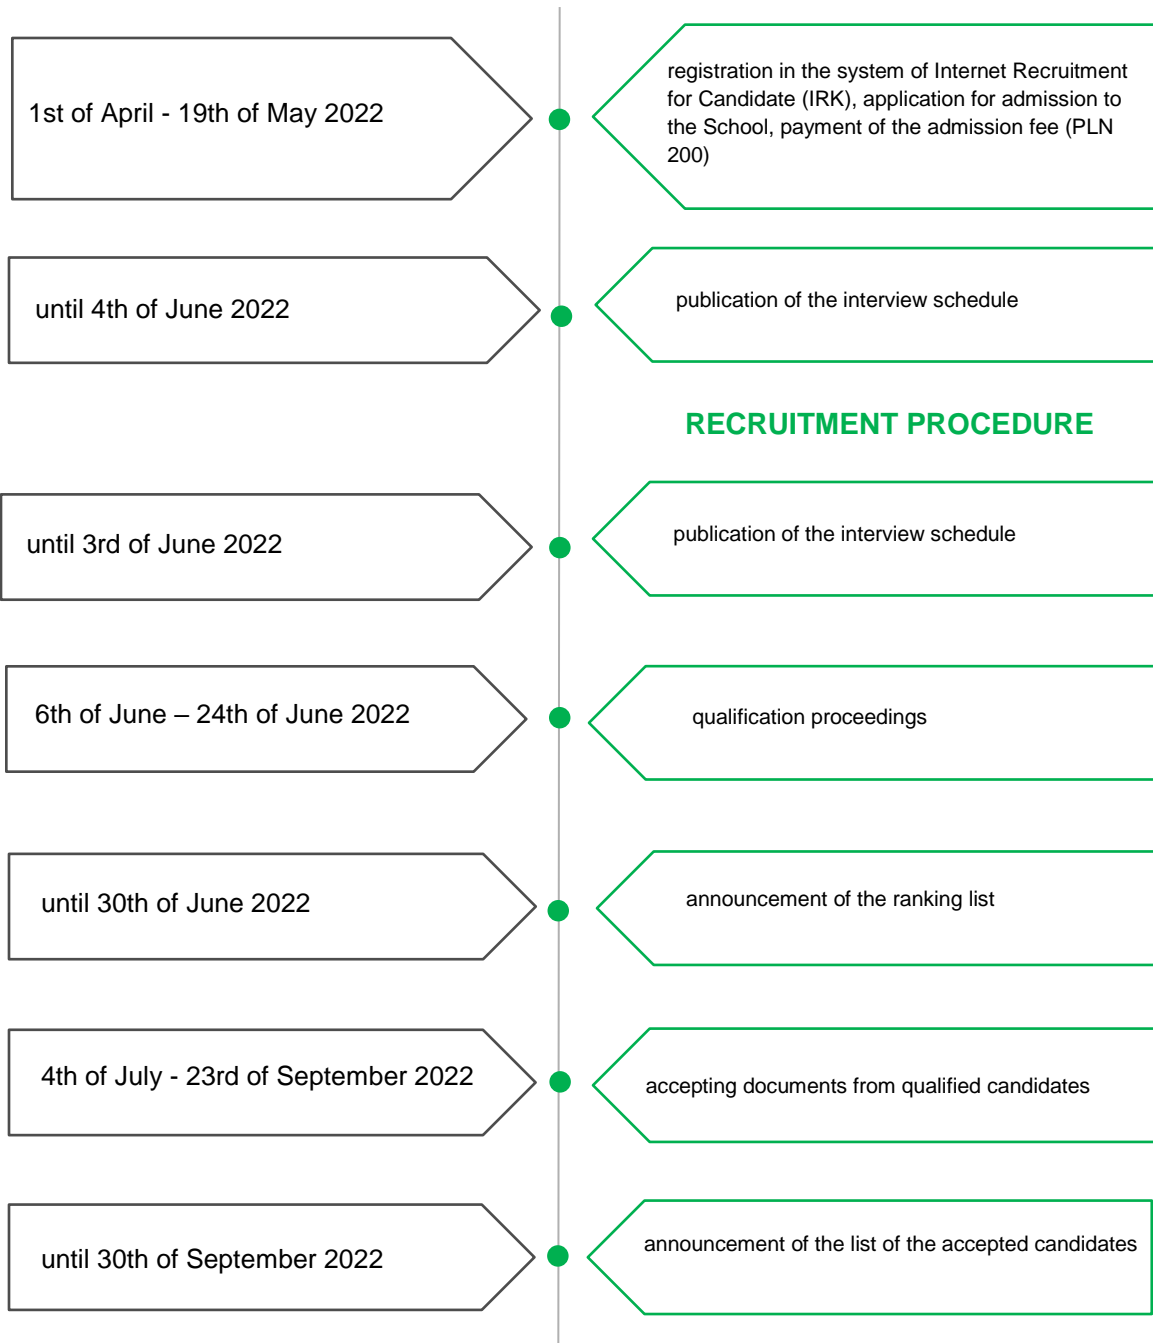 1st of April - 19th of May 2022
registration in the system of Internet Recruitment
for Candidate (IRK), application for admission to
the School, payment of the admission fee (PLN
200)
until 4th of June 2022
publication of the interview schedule
RECRUITMENT PROCEDURE
until 3rd of June 2022
publication of the interview schedule
6th of June – 24th of June 2022
qualification proceedings
until 30th of June 2022
announcement of the ranking list
4th of July - 23rd of September 2022
accepting documents from qualified candidates
until 30th of September 2022
announcement of the list of the accepted candidates